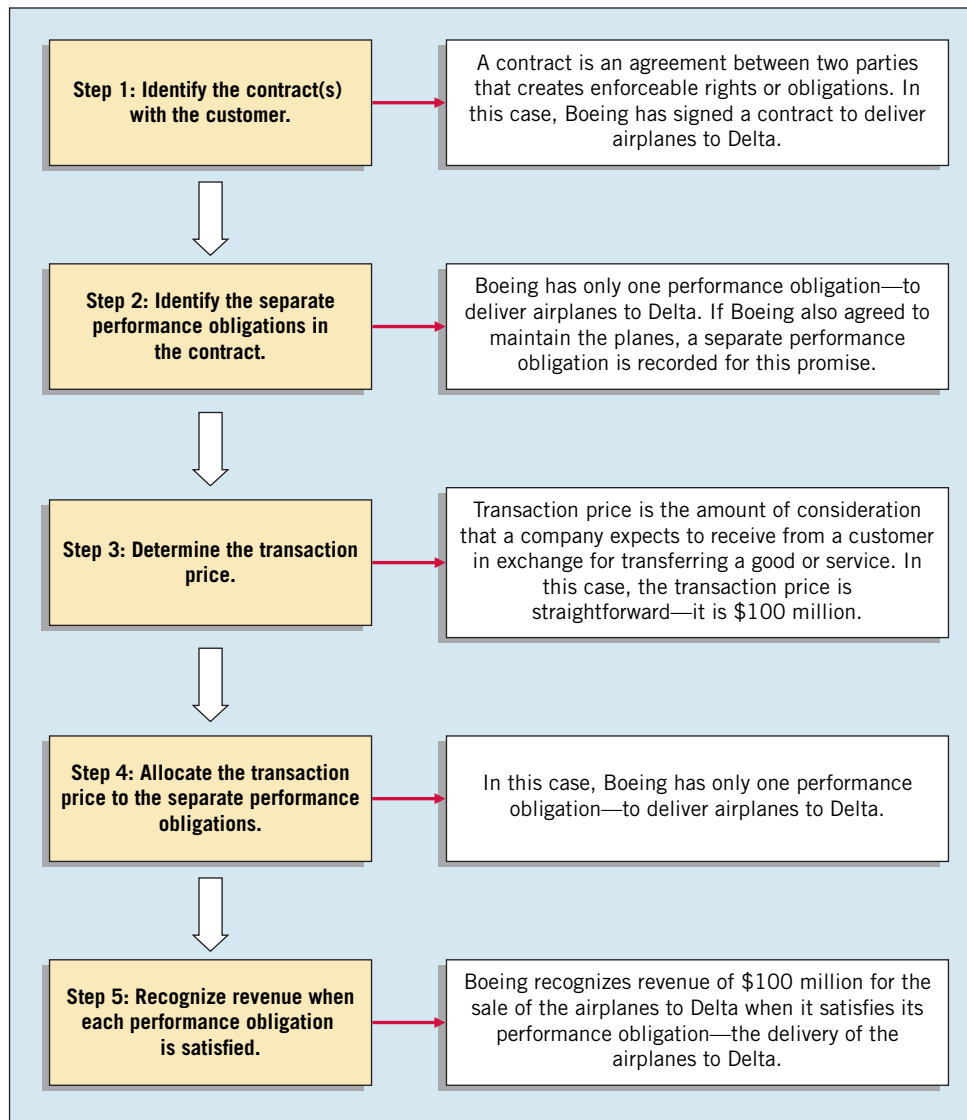 Step 1: Identify the contract(s)
with the customer.
A contract is an agreement between two parties
that creates enforceable rights or obligations. In
this case, Boeing has signed a contract to deliver
airplanes to Delta.
Step 2: Identify the separate
performance obligations in
the contract.
Boeing has only one performance obligation—to
deliver airplanes to Delta. If Boeing also agreed to
maintain the planes, a separate performance
obligation is recorded for this promise.
Step 3: Determine the transaction
price.
Transaction price is the amount of consideration
that a company expects to receive from a customer
in exchange for transferring a good or service. In
this case, the transaction price is
straightforward—it is $100 million.
Step 4: Allocate the transaction
price to the separate performance
obligations.
In this case, Boeing has only one performance
obligation—to deliver airplanes to Delta.
Step 5: Recognize revenue when
each performance obligation
is satisfied.
Boeing recognizes revenue of $100 million for the
sale of the airplanes to Delta when it satisfies its
performance obligation—the delivery of the
airplanes to Delta.